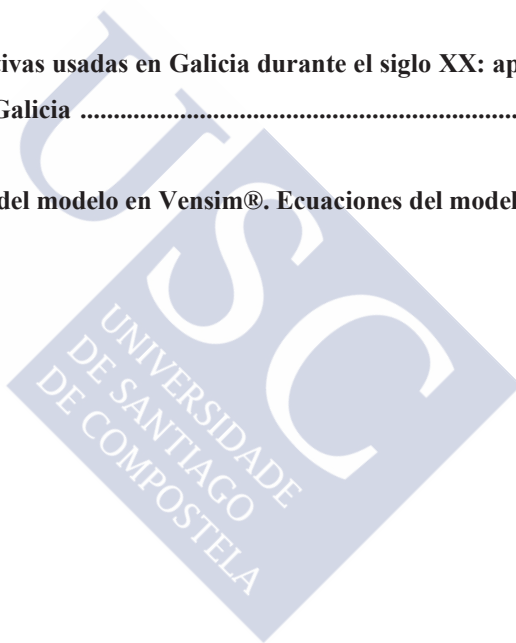 tivas usadas en Galicia durante el siglo XX: ap
Galicia ................................................................
del modelo en Vensim®. Ecuaciones del model
USC
UNIVERSIDADE
DE SANTIAGO
DE COMPOSTELA